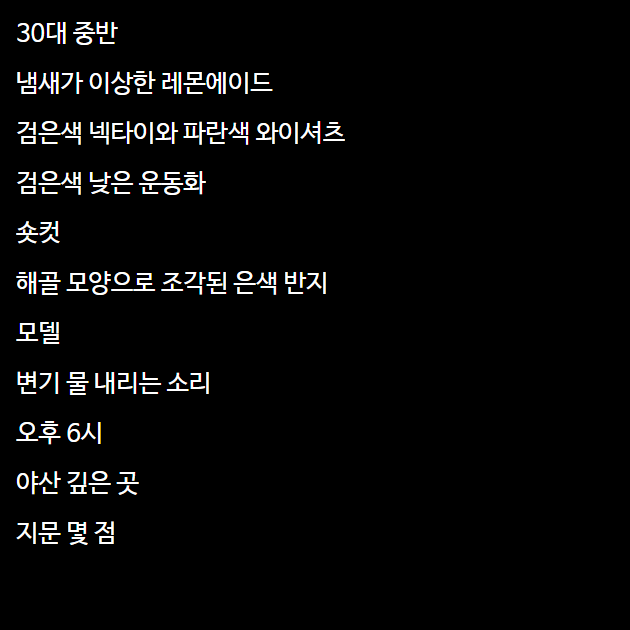 30대 중반
냄새가 이상한 레몬에이드
검은색 넥타이와 파란색 와이셔츠
검은색 낮은 운동화
숏컷
해골 모양으로 조각된 은색 반지
모델
변기 물 내리는 소리
오후 6시
야산 깊은 곳
지문 몇 점